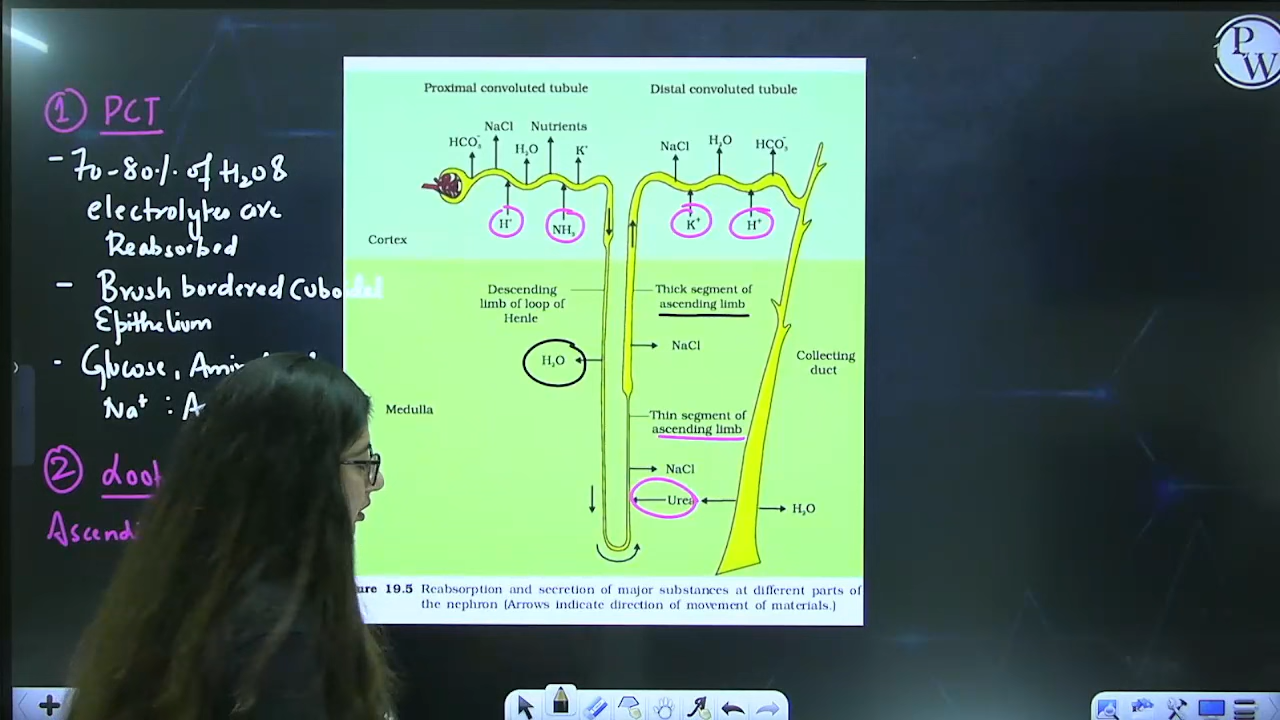 PW
① PCT
- 70-80% of H₂O &
electrolytes are
Reabsorbed
- Brush bordered Cuboidal
Epithelium
- Glucose, Amino
Na⁺ :
②
Proximal convoluted tubule
Distal convoluted tubule
HCO₃⁻ NaCl H₂O Nutrients K⁺
NaCl H₂O HCO₃⁻
H⁺ NH₃ K⁺ H⁺
Cortex
Descending
limb of loop of
Henle
Thick segment of
ascending limb
H₂O
NaCl
Collecting
duct
Medulla
Thin segment of
ascending limb
NaCl
Urea
H₂O
19.5 Reabsorption and secretion of major substances at different parts of
the nephron (Arrows indicate direction of movement of materials.)